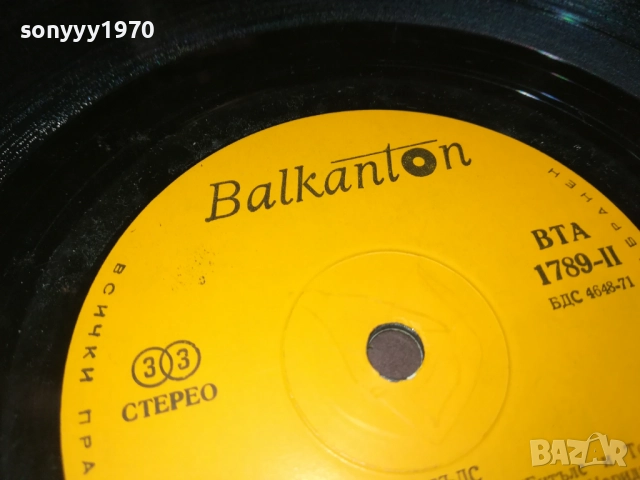 sonyyy1970
Balkanton
ВТА
1789-II
БДС 4648-71
33
СТЕРЕО
ВСИЧКИ ПРА
bazar